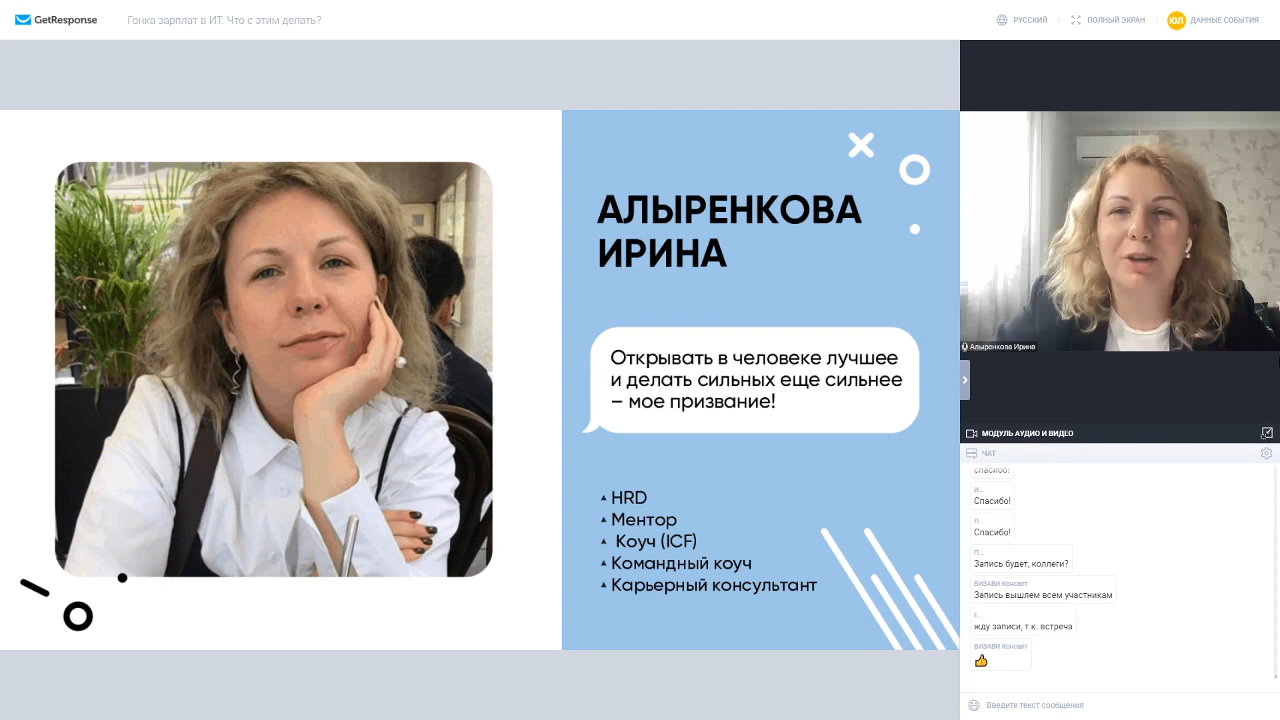 GetResponse
Гонка зарплат в ИТ. Что с этим делать?
РУССКИЙ
ПОЛНЫЙ ЭКРАН
ЮЛ
ДАННЫЕ СОБЫТИЯ
АЛЫРЕНКОВА
ИРИНА
Открывать в человеке лучшее
и делать сильных еще сильнее
– мое призвание!
HRD
Ментор
Коуч (ICF)
Командный коуч
Карьерный консультант
Алыренкова Ирина
МОДУЛЬ АУДИО И ВИДЕО
ЧАТ
спасибо!
И...
Спасибо!
Л...
Спасибо!
П...
Запись будет, коллеги?
ВИЗАВИ Консалт
Запись вышлем всем участникам
Е...
жду записи, т.к. встреча
ВИЗАВИ Консалт
👍
Введите текст сообщения